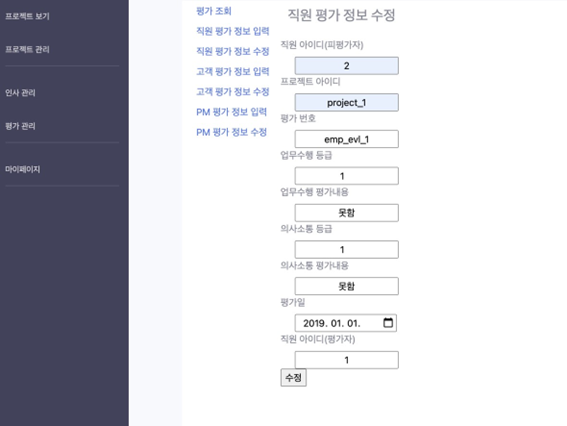 프로젝트 보기
프로젝트 관리
인사 관리
평가 관리
마이페이지
평가 조회
직원 평가 정보 입력
직원 평가 정보 수정
고객 평가 정보 입력
고객 평가 정보 수정
PM 평가 정보 입력
PM 평가 정보 수정
직원 평가 정보 수정
직원 아이디(피평가자)
2
프로젝트 아이디
project_1
평가 번호
emp_evl_1
업무수행 등급
1
업무수행 평가내용
못함
의사소통 등급
1
의사소통 평가내용
못함
평가일
2019. 01. 01.
직원 아이디(평가자)
1
수정